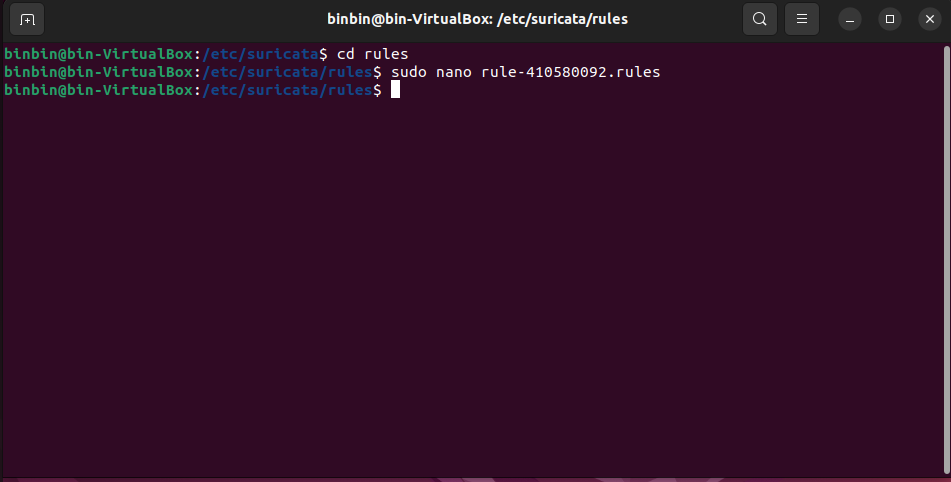 binbin@bin-VirtualBox: /etc/suricata/rules
binbin@bin-VirtualBox:/etc/suricata$ cd rules
binbin@bin-VirtualBox:/etc/suricata/rules$ sudo nano rule-410580092.rules
binbin@bin-VirtualBox:/etc/suricata/rules$